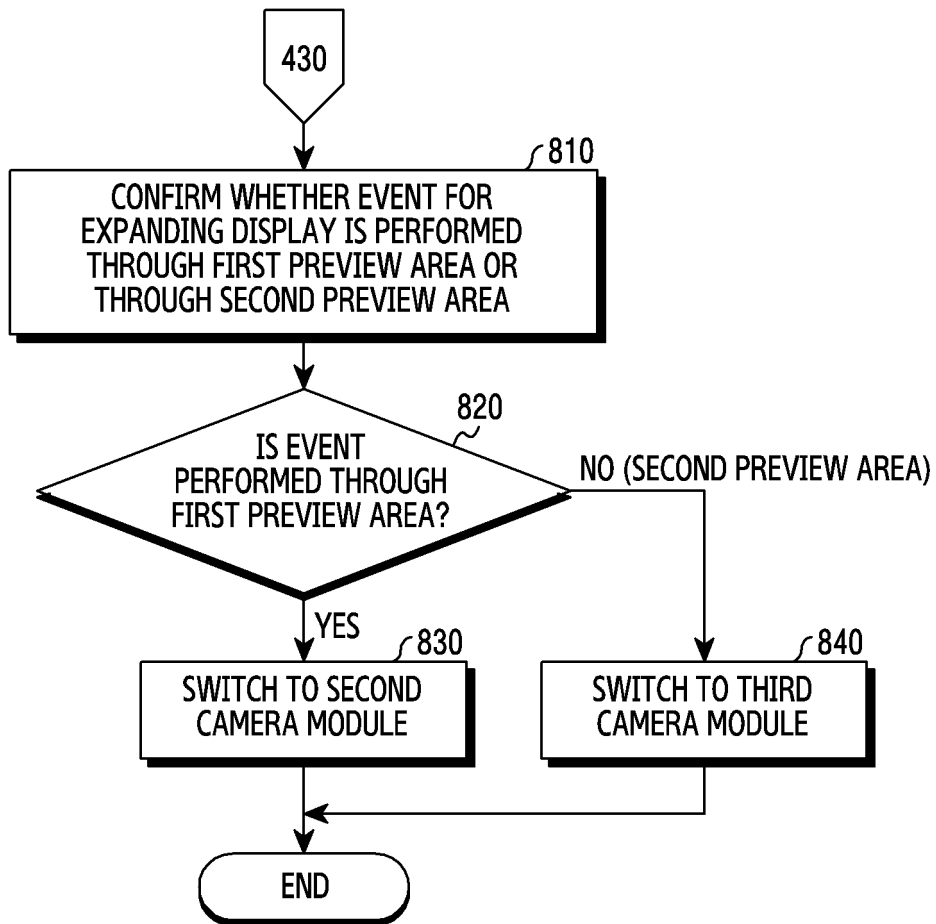 430
810
CONFIRM WHETHER EVENT FOR
EXPANDING DISPLAY IS PERFORMED
THROUGH FIRST PREVIEW AREA OR
THROUGH SECOND PREVIEW AREA
820
IS EVENT
PERFORMED THROUGH
FIRST PREVIEW AREA?
NO (SECOND PREVIEW AREA)
YES
830
SWITCH TO SECOND
CAMERA MODULE
840
SWITCH TO THIRD
CAMERA MODULE
END